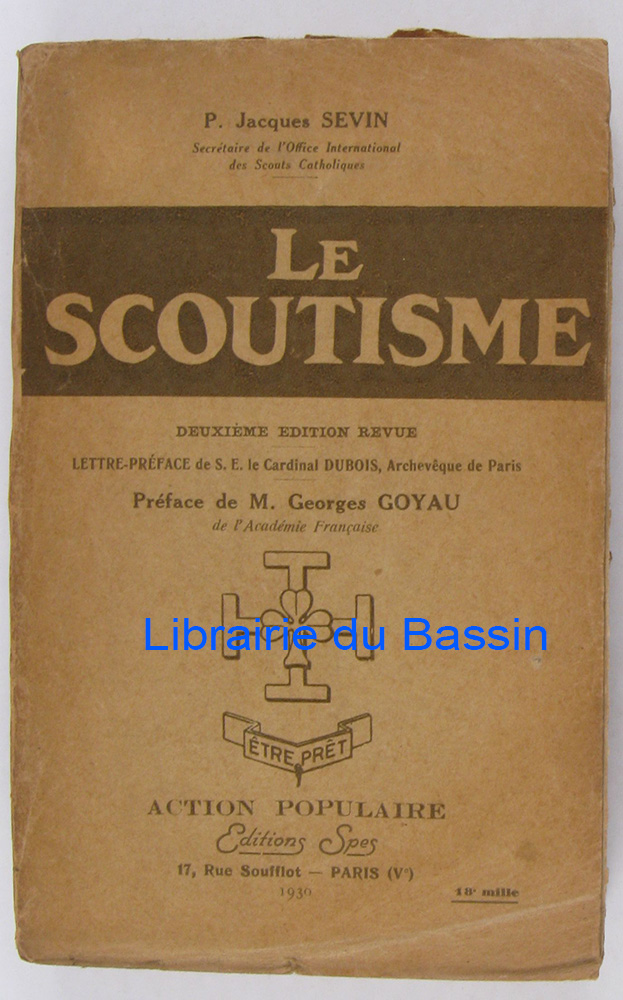 P. Jacques SEVIN
Secrétaire de l'Office International
des Scouts Catholiques
LE
SCOUTISME
DEUXIÈME EDITION REVUE
LETTRE-PRÉFACE de S. E. le Cardinal DUBOIS, Archevêque de Paris
Préface de M. Georges GOYAU
de l'Académie Française
Librairie du Bassin
ÊTRE PRÊT
ACTION POPULAIRE
Editions Spes
17, Rue Soufflot — PARIS (Vᵉ)
1930
18ᵉ mille